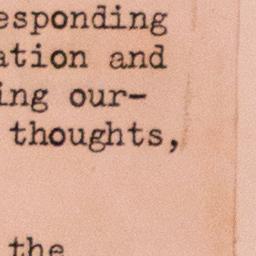 esponding
ation and
ing our-
thoughts,
the